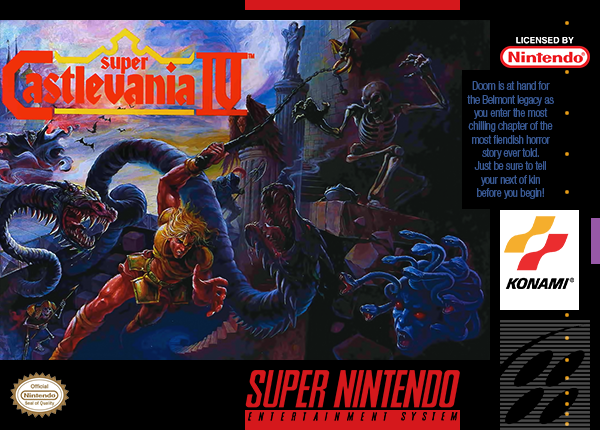 super
Castlevania IV™
LICENSED BY
Nintendo®
Doom is at hand for
the Belmont legacy as
you enter the most
chilling chapter of the
most fiendish horror
story ever told.
Just be sure to tell
your next of kin
before you begin!
KONAMI®
Official
Nintendo
Seal of Quality
SUPER NINTENDO
ENTERTAINMENT SYSTEM